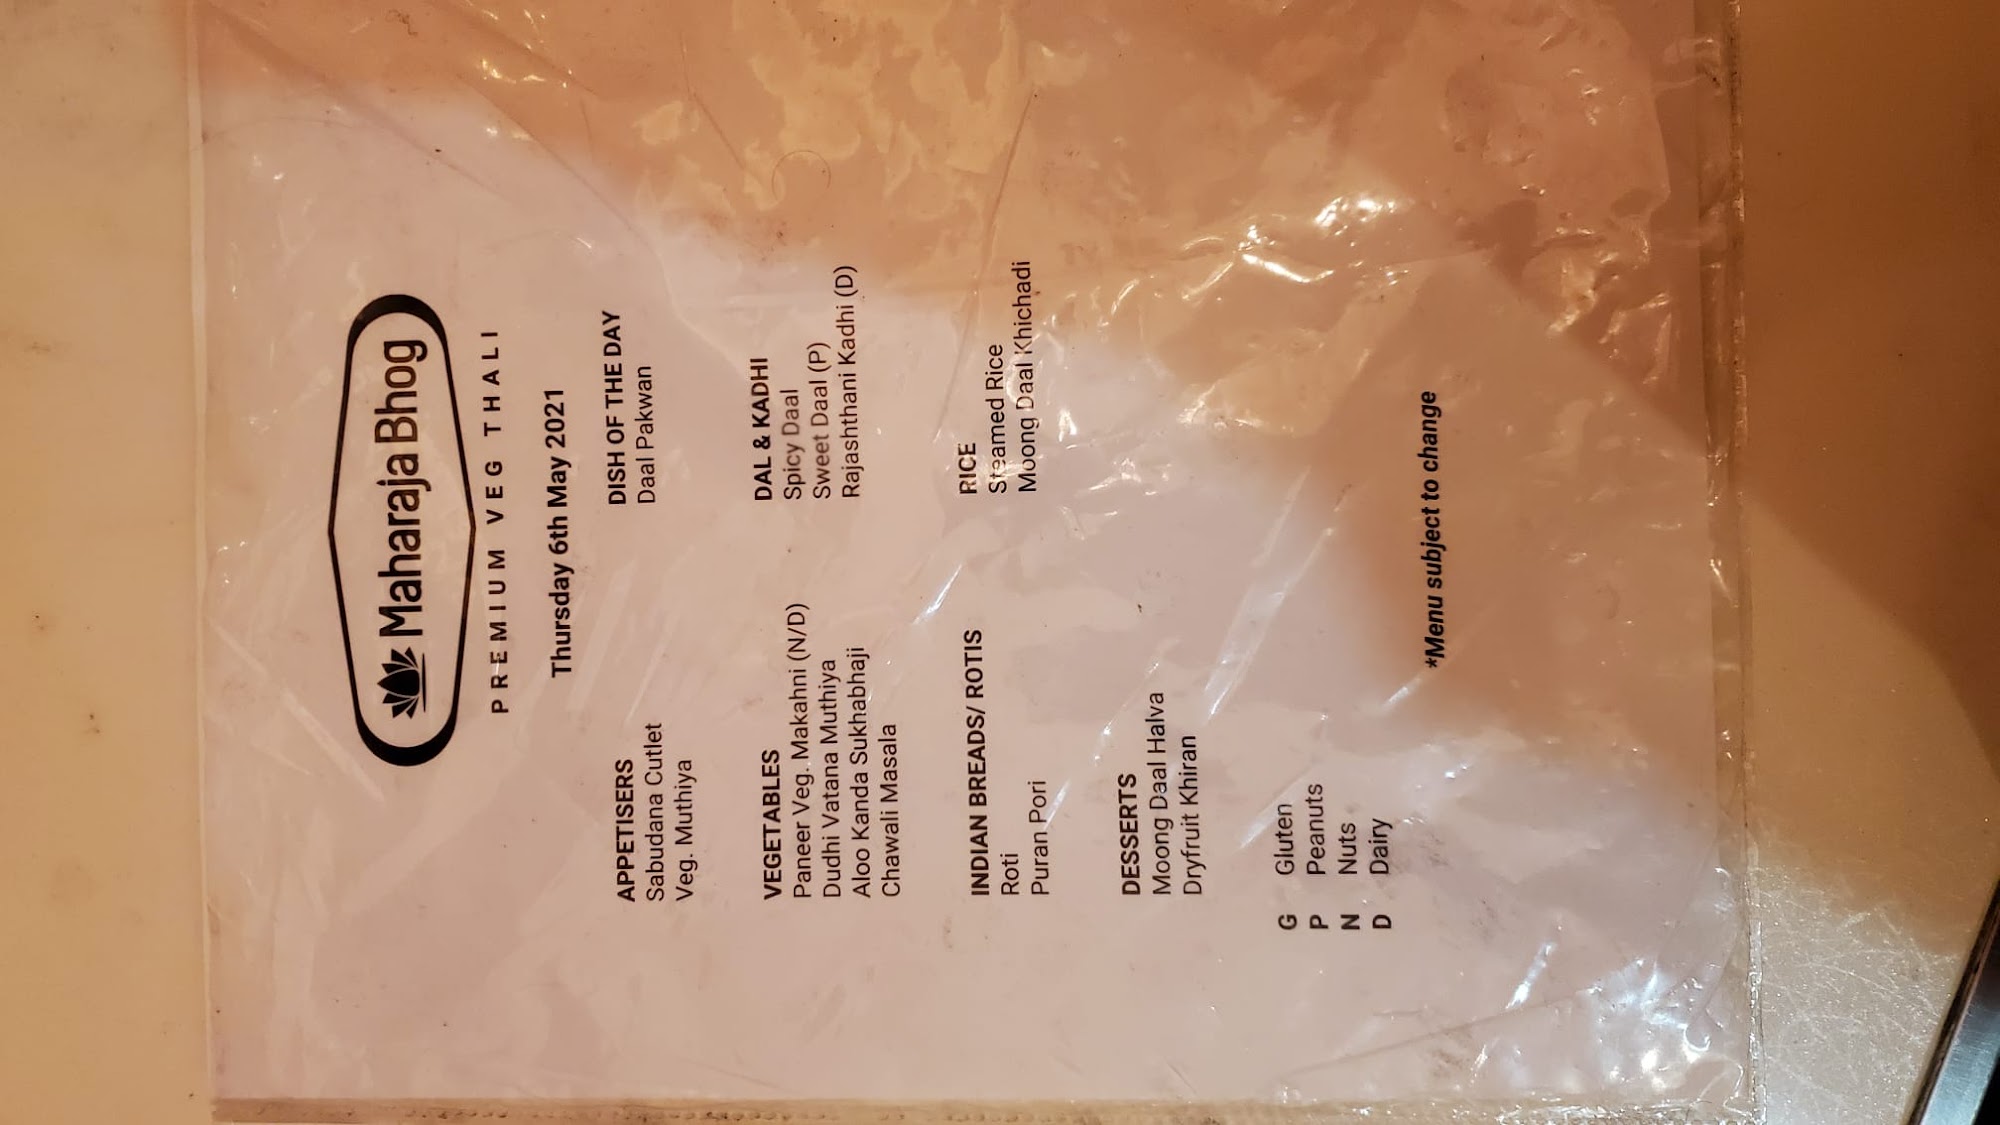 Maharaja Bhog
PREMIUM VEG THALI
Thursday 6th May 2021
APPETISERS
Sabudana Cutlet
Veg. Muthiya
DISH OF THE DAY
Daal Pakwan
VEGETABLES
Paneer Veg. Makahni (N/D)
Dudhi Vatana Muthiya
Aloo Kanda Sukhabhaji
Chawali Masala
DAL & KADHI
Spicy Daal
Sweet Daal (P)
Rajashthani Kadhi (D)
INDIAN BREADS/ ROTIS
Roti
Puran Pori
RICE
Steamed Rice
Moong Daal Khichadi
DESSERTS
Moong Daal Halva
Dryfruit Khiran
G Gluten
P Peanuts
N Nuts
D Dairy
*Menu subject to change